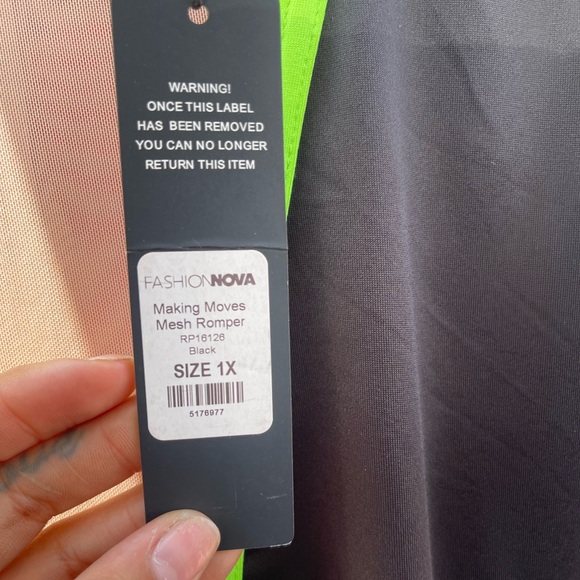 WARNING!
ONCE THIS LABEL
HAS BEEN REMOVED
YOU CAN NO LONGER
RETURN THIS ITEM
FASHIONNOVA
Making Moves
Mesh Romper
RP16126
Black
SIZE 1X
5176977